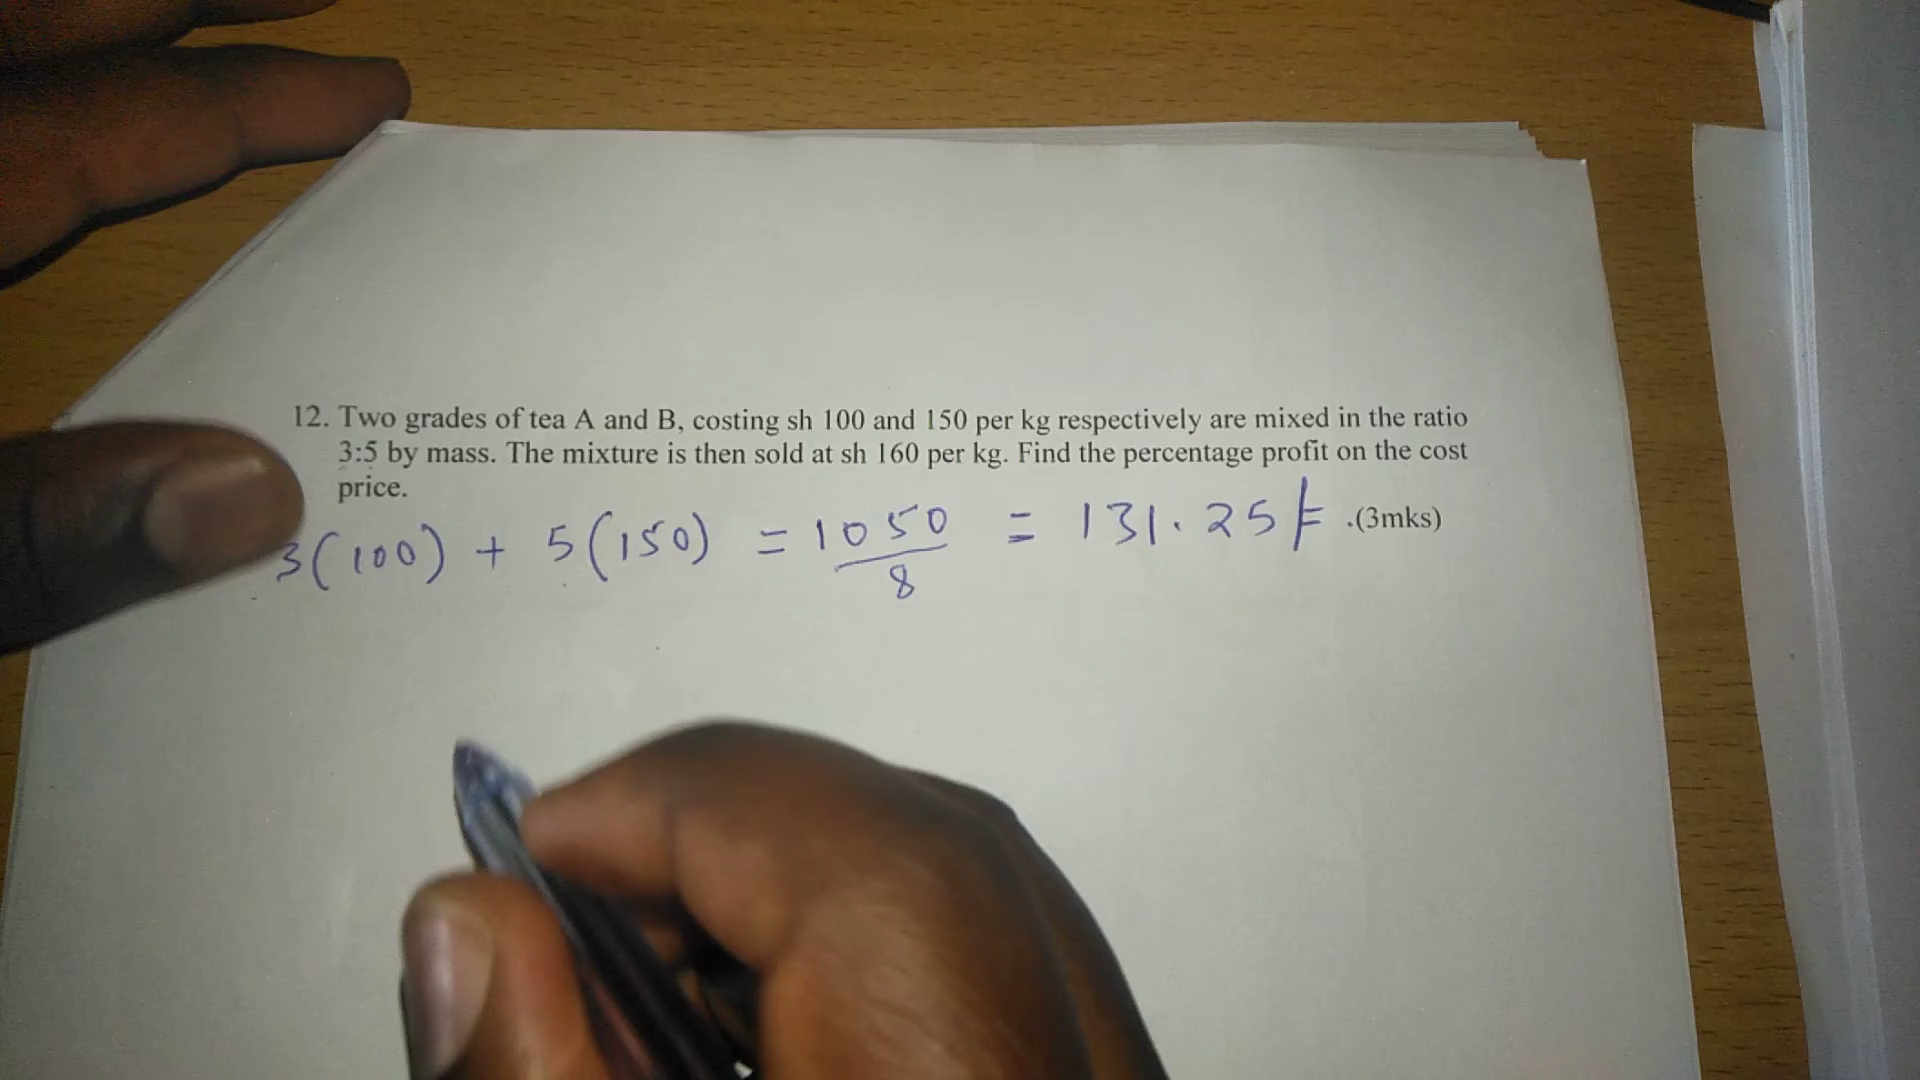 12. Two grades of tea A and B, costing sh 100 and 150 per kg respectively are mixed in the ratio
3:5 by mass. The mixture is then sold at sh 160 per kg. Find the percentage profit on the cost
price.
.(3mks)
3(100) + 5(150) = 1050/8 = 131.25/=